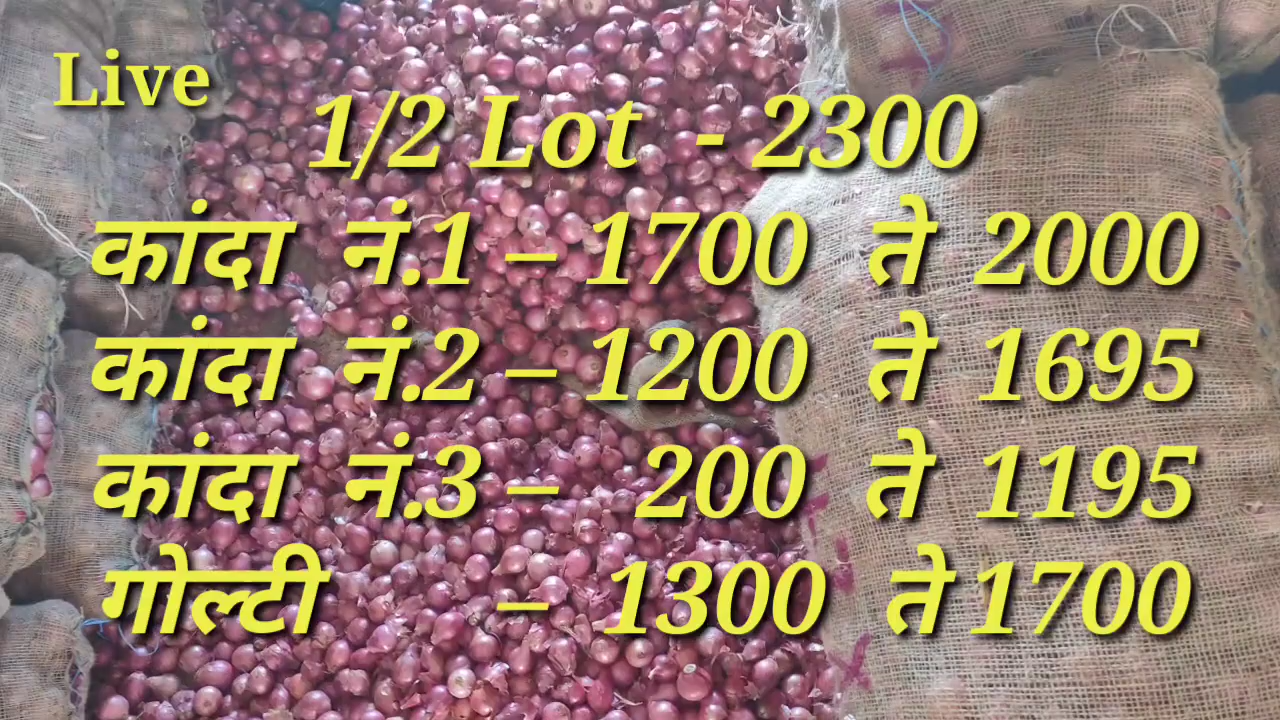 Live
1/2 Lot - 2300
कांदा नं.1 – 1700 ते 2000
कांदा नं.2 – 1200 ते 1695
कांदा नं.3 – 200 ते 1195
गोल्टी – 1300 ते 1700